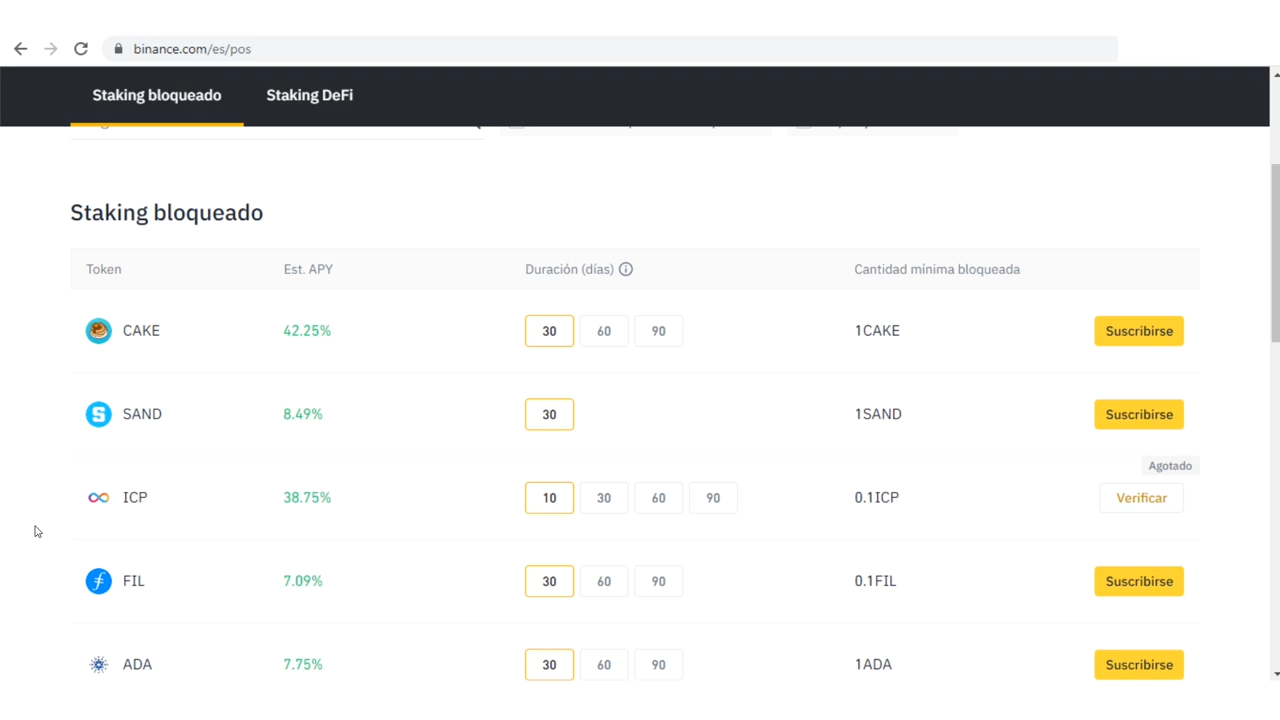 binance.com/es/pos
Staking bloqueado Staking DeFi
Staking bloqueado
Token Est. APY Duración (días) Cantidad mínima bloqueada
CAKE 42.25% 30 60 90 1CAKE Suscribirse
SAND 8.49% 30 1SAND Suscribirse
Agotado
ICP 38.75% 10 30 60 90 0.1ICP Verificar
FIL 7.09% 30 60 90 0.1FIL Suscribirse
ADA 7.75% 30 60 90 1ADA Suscribirse